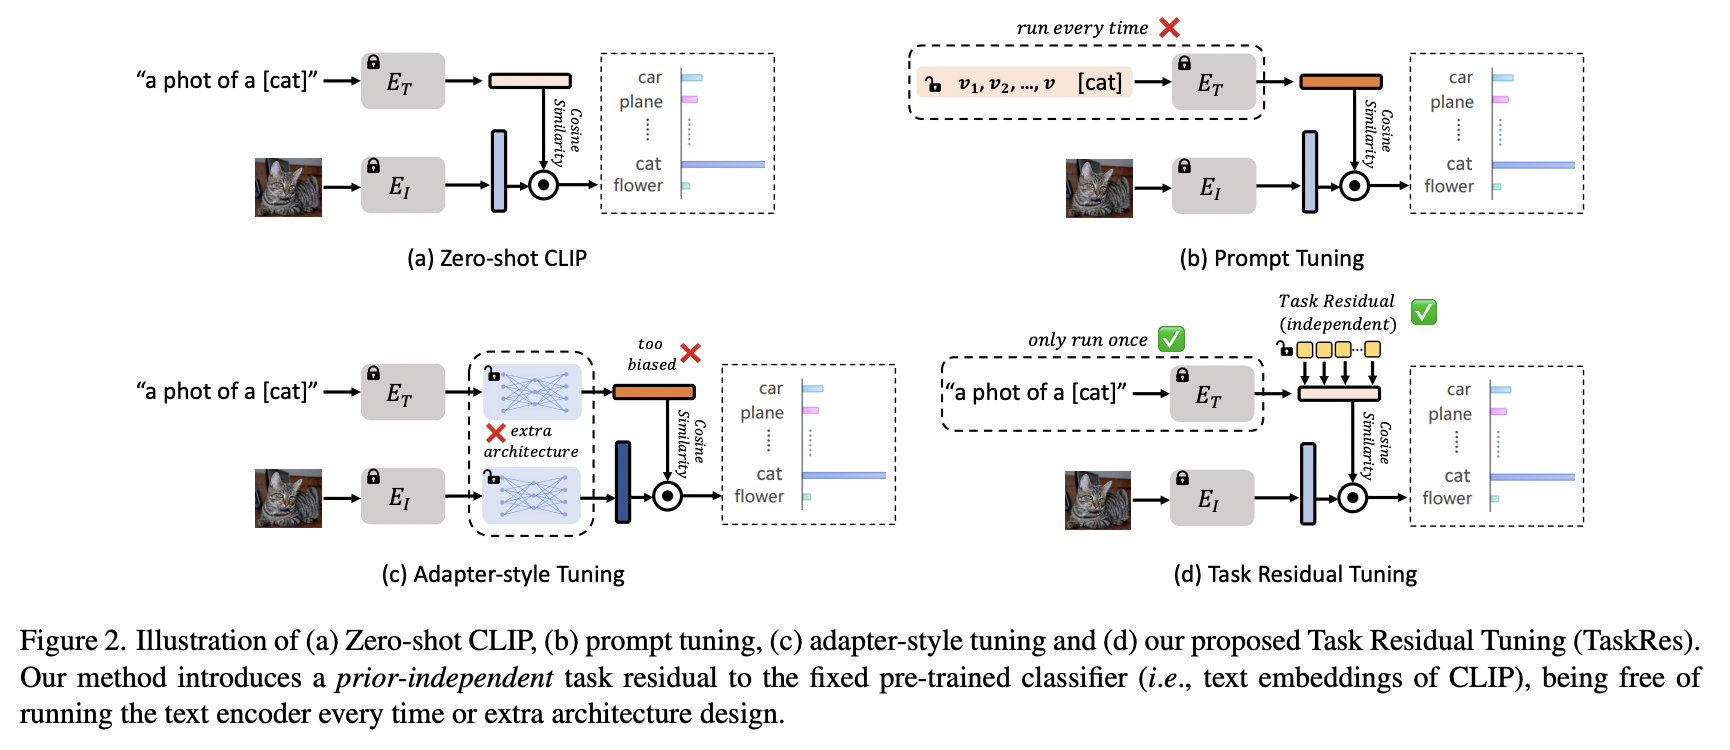 “a phot of a [cat]”
E_T
Cosine
Similarity
E_I
car
plane
cat
flower
(a) Zero-shot CLIP
run every time
v₁, v₂, ..., v [cat]
E_T
Cosine
Similarity
E_I
car
plane
cat
flower
(b) Prompt Tuning
“a phot of a [cat]”
E_T
extra
architecture
too
biased
Cosine
Similarity
E_I
car
plane
cat
flower
(c) Adapter-style Tuning
only run once
Task Residual
(independent)
“a phot of a [cat]”
E_T
Cosine
Similarity
E_I
car
plane
cat
flower
(d) Task Residual Tuning
Figure 2. Illustration of (a) Zero-shot CLIP, (b) prompt tuning, (c) adapter-style tuning and (d) our proposed Task Residual Tuning (TaskRes).
Our method introduces a prior-independent task residual to the fixed pre-trained classifier (i.e., text embeddings of CLIP), being free of
running the text encoder every time or extra architecture design.